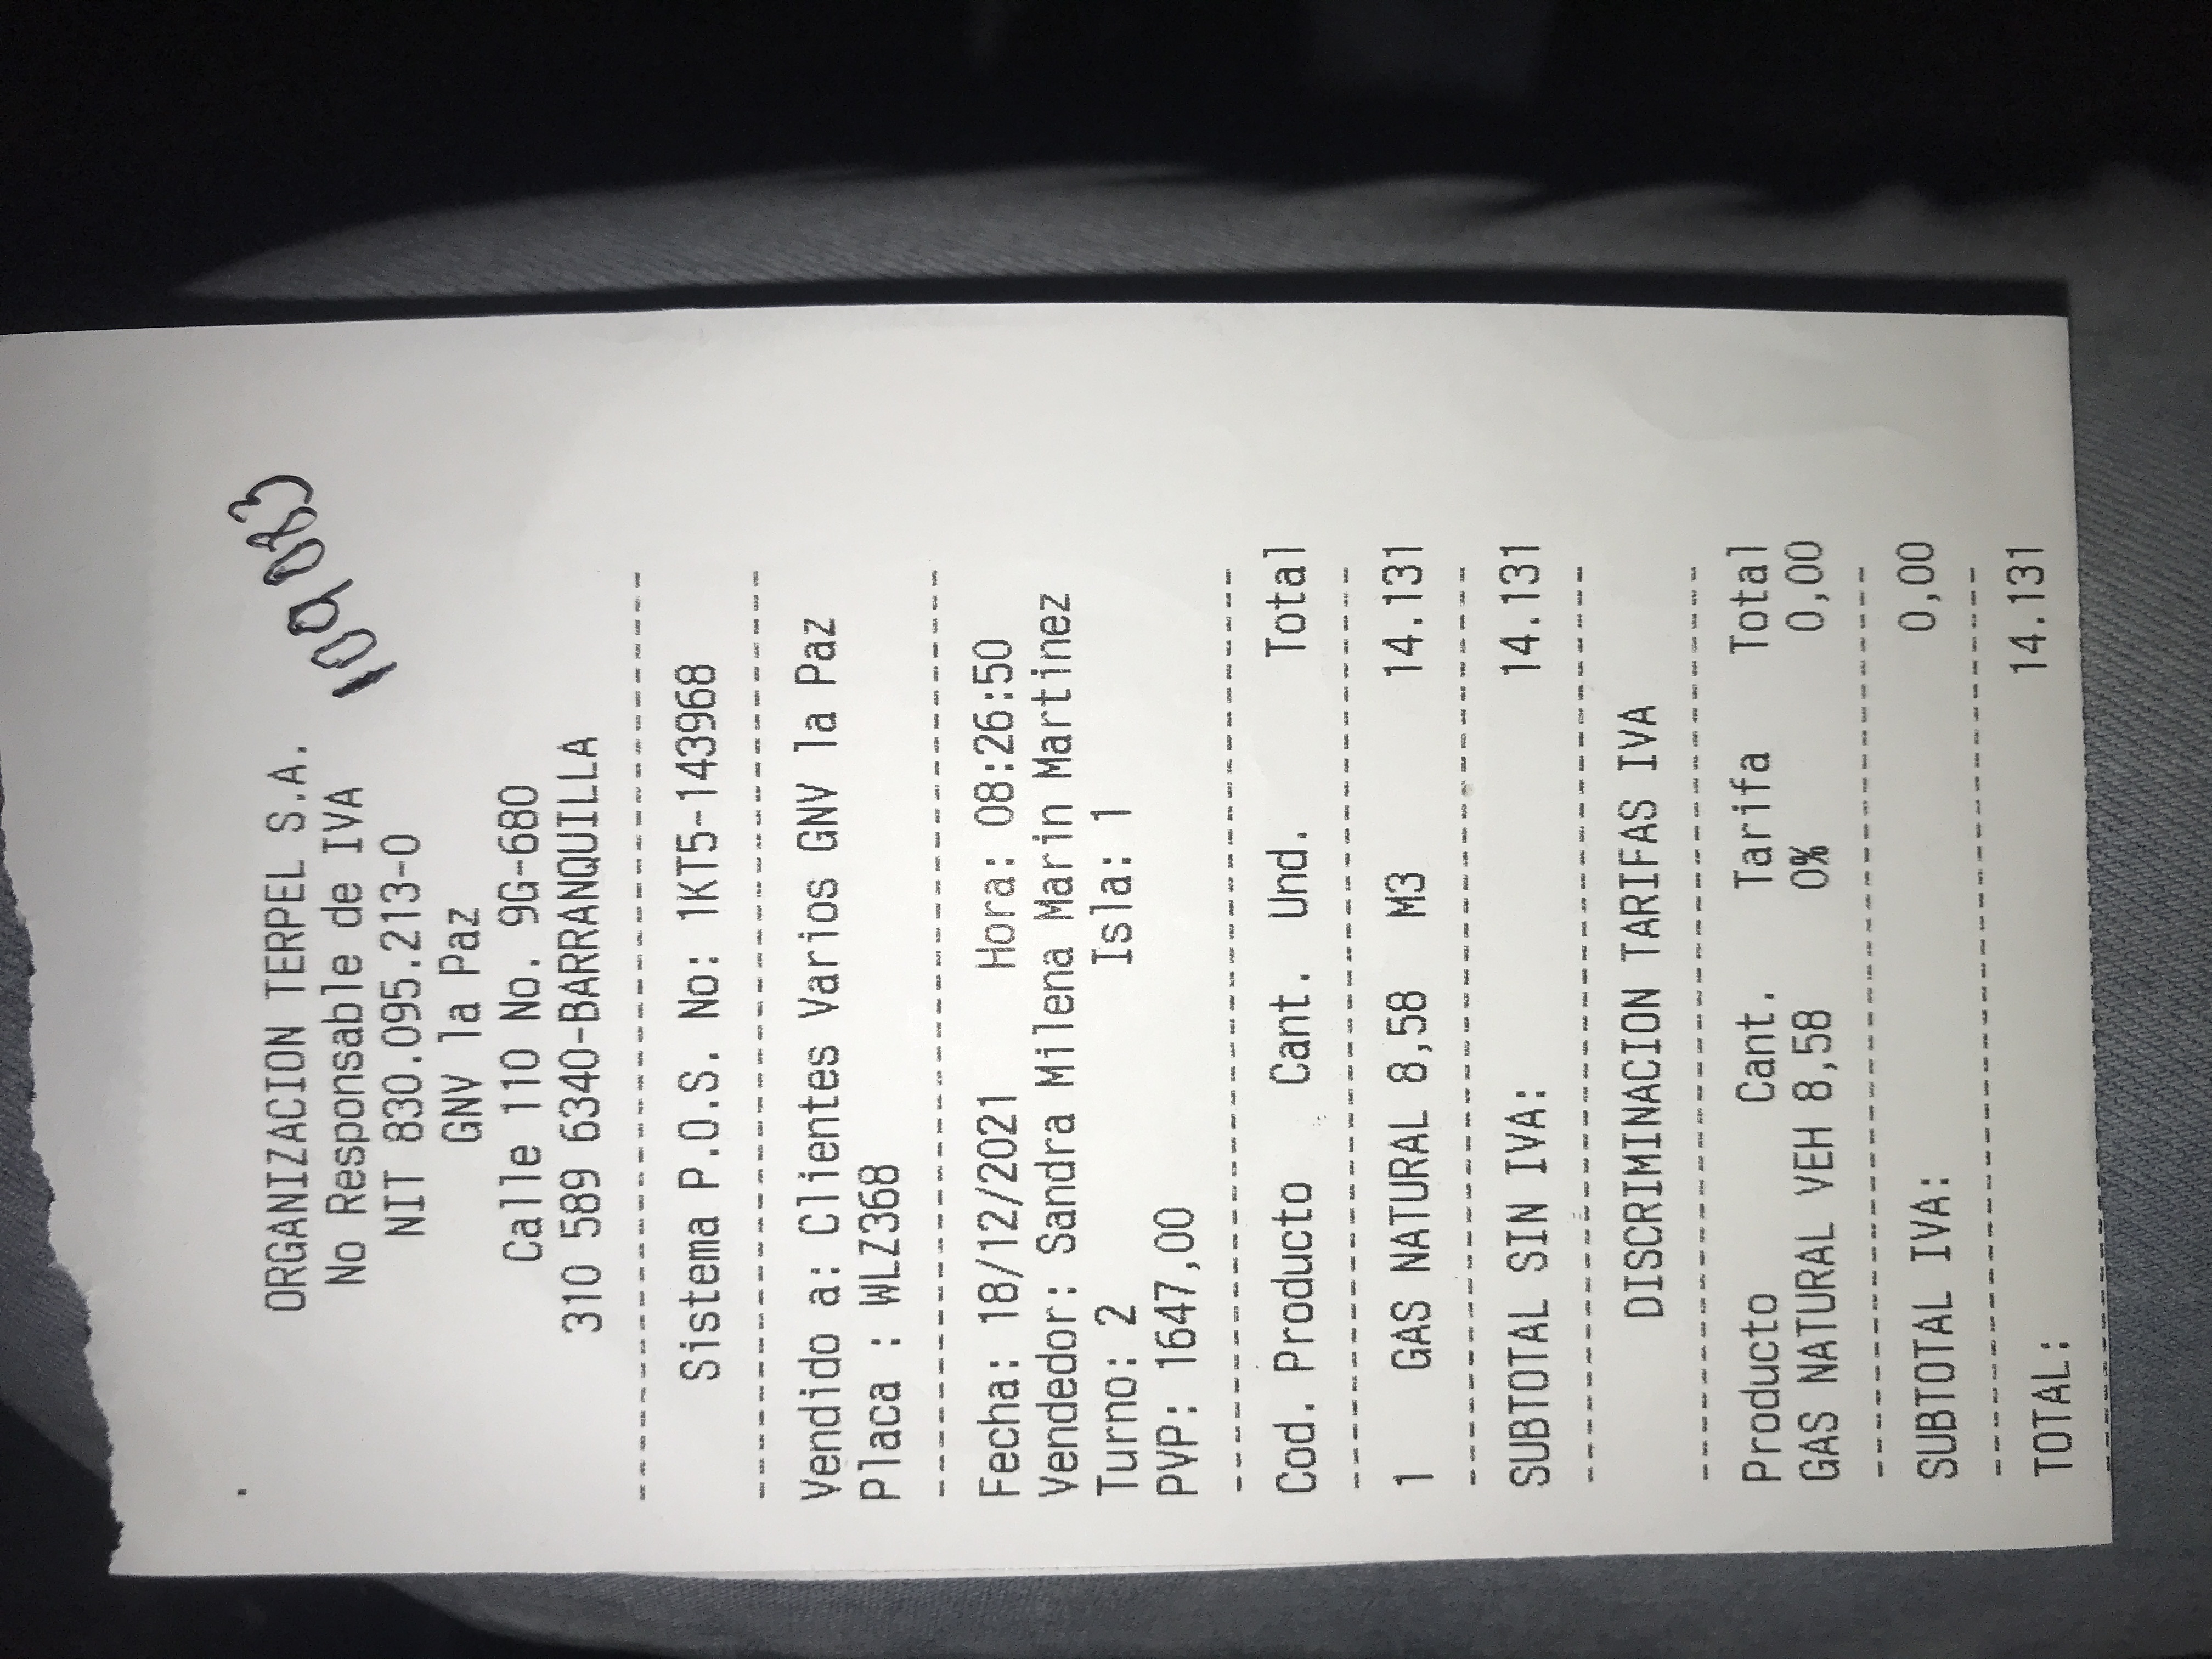 109,083
ORGANIZACION TERPEL S.A.
No Responsable de IVA
NIT 830.095.213-0
GNV la Paz
Calle 110 No. 9G-680
310 589 6340-BARRANQUILLA
--------------------------------
Sistema P.O.S. No: 1KT5-143968
--------------------------------
Vendido a: Clientes Varios GNV la Paz
Placa : WLZ368
--------------------------------
Fecha: 18/12/2021 Hora: 08:26:50
Vendedor: Sandra Milena Marin Martinez
Turno: 2 Isla: 1
PVP: 1647,00
--------------------------------
Cod. Producto Cant. Und. Total
--------------------------------
1 GAS NATURAL 8,58 M3 14.131
--------------------------------
SUBTOTAL SIN IVA: 14.131
--------------------------------
DISCRIMINACION TARIFAS IVA
--------------------------------
Producto Cant. Tarifa Total
GAS NATURAL VEH 8,58 0% 0,00
--------------------------------
SUBTOTAL IVA: 0,00
--------------------------------
TOTAL: 14.131